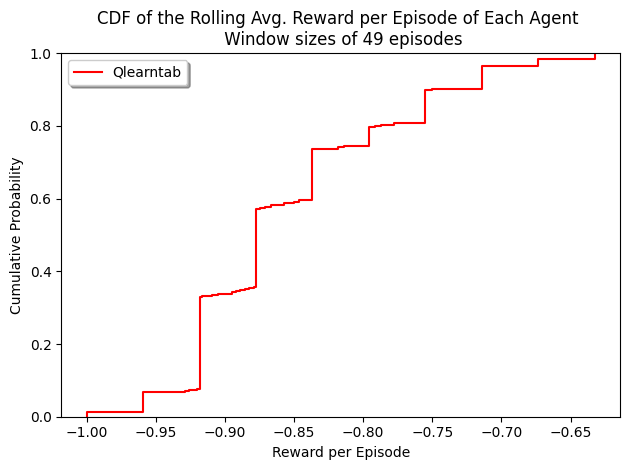 CDF of the Rolling Avg. Reward per Episode of Each Agent
Window sizes of 49 episodes
Qlearntab
Cumulative Probability
1.0
0.8
0.6
0.4
0.2
0.0
−1.00 −0.95 −0.90 −0.85 −0.80 −0.75 −0.70 −0.65
Reward per Episode